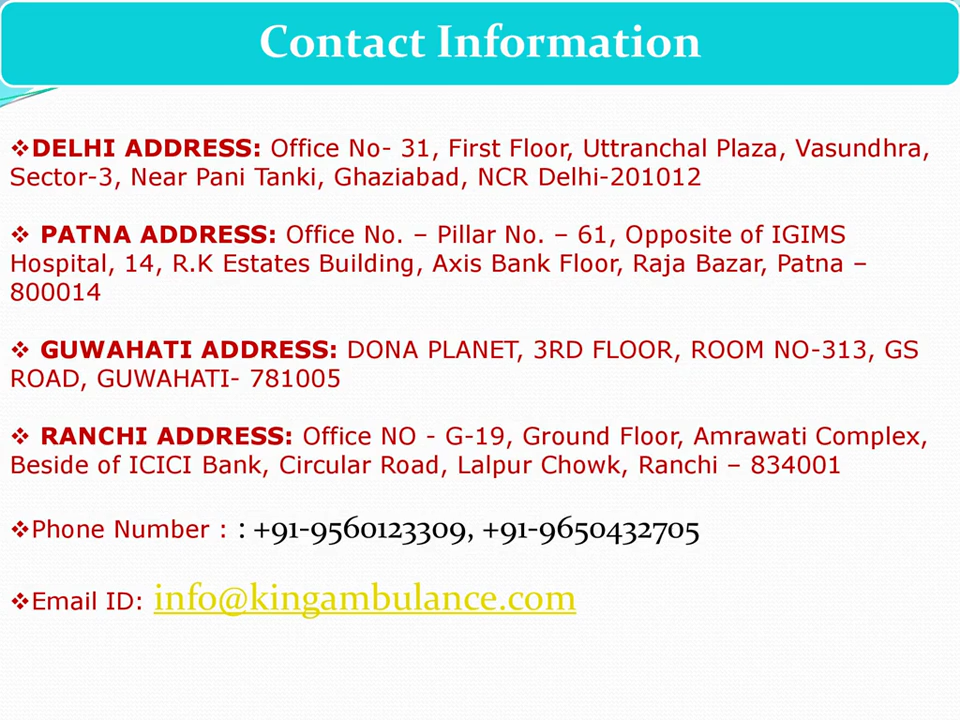 Contact Information
❖DELHI ADDRESS: Office No- 31, First Floor, Uttranchal Plaza, Vasundhra,
Sector-3, Near Pani Tanki, Ghaziabad, NCR Delhi-201012
❖ PATNA ADDRESS: Office No. – Pillar No. – 61, Opposite of IGIMS
Hospital, 14, R.K Estates Building, Axis Bank Floor, Raja Bazar, Patna –
800014
❖ GUWAHATI ADDRESS: DONA PLANET, 3RD FLOOR, ROOM NO-313, GS
ROAD, GUWAHATI- 781005
❖ RANCHI ADDRESS: Office NO - G-19, Ground Floor, Amrawati Complex,
Beside of ICICI Bank, Circular Road, Lalpur Chowk, Ranchi – 834001
❖Phone Number : : +91-9560123309, +91-9650432705
❖Email ID: info@kingambulance.com